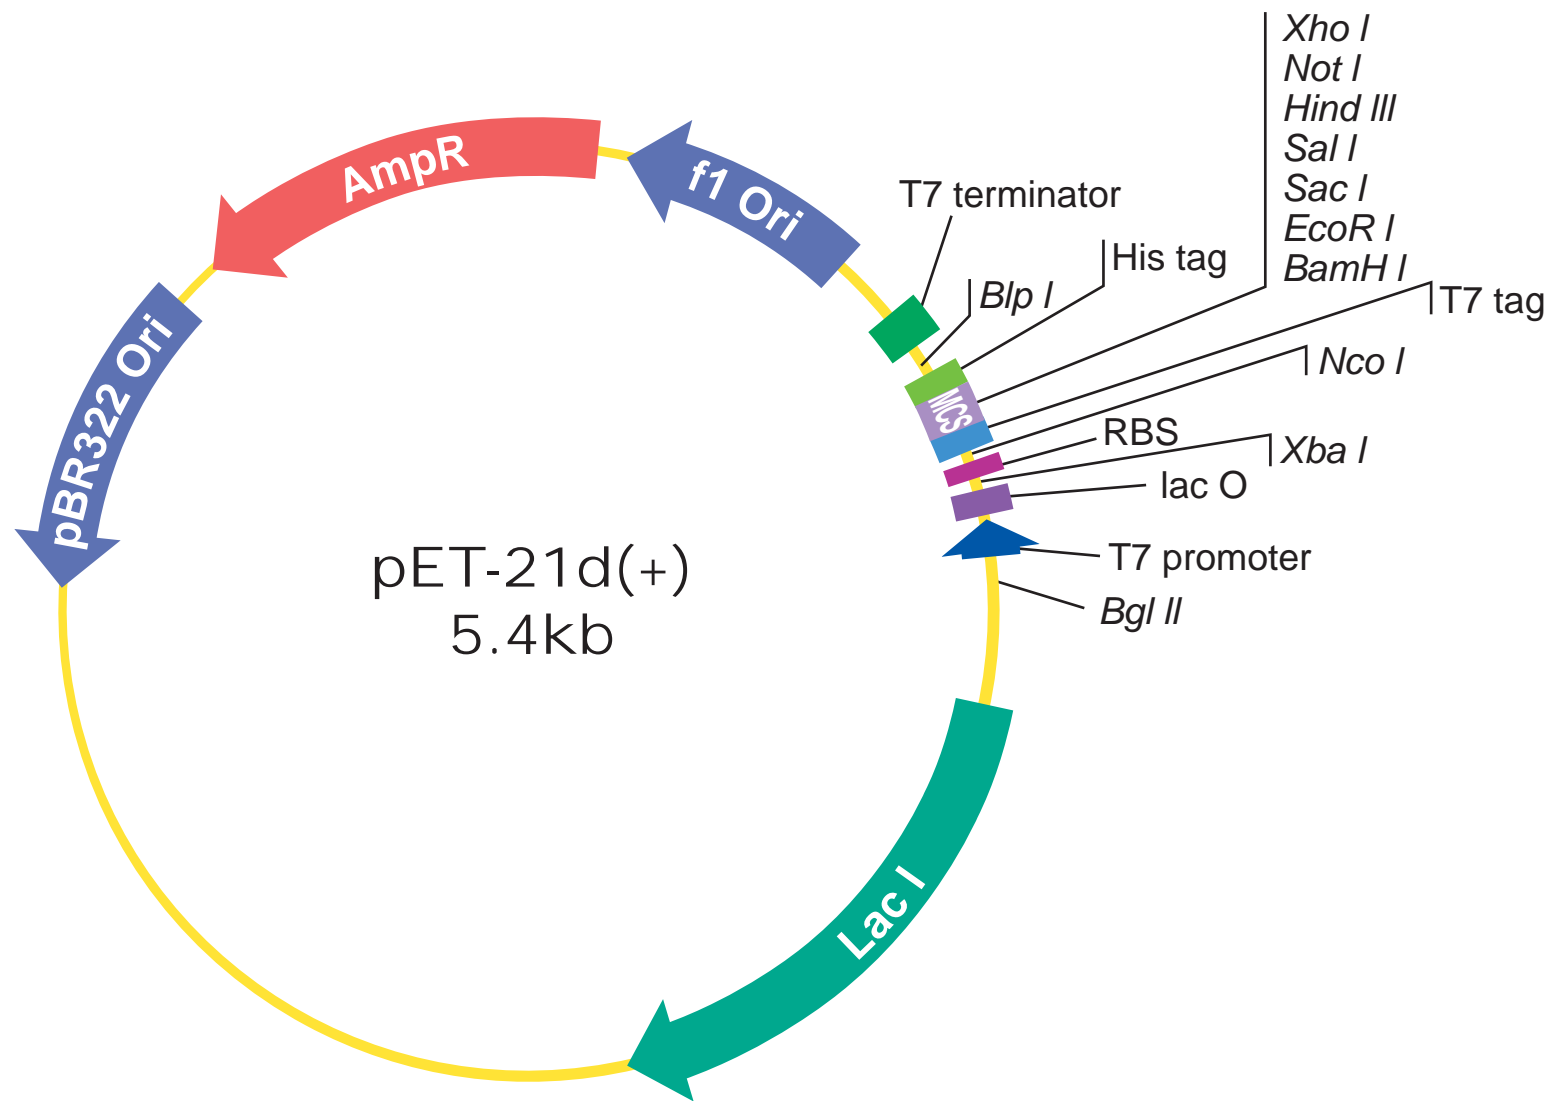 Xho I
Not I
Hind III
Sal I
Sac I
EcoR I
BamH I
AmpR
f1 Ori
T7 terminator
His tag
Blp I
T7 tag
Nco I
MCS
RBS
Xba I
lac O
pBR322 Ori
T7 promoter
Bgl II
pET-21d(+)
5.4kb
Lac I